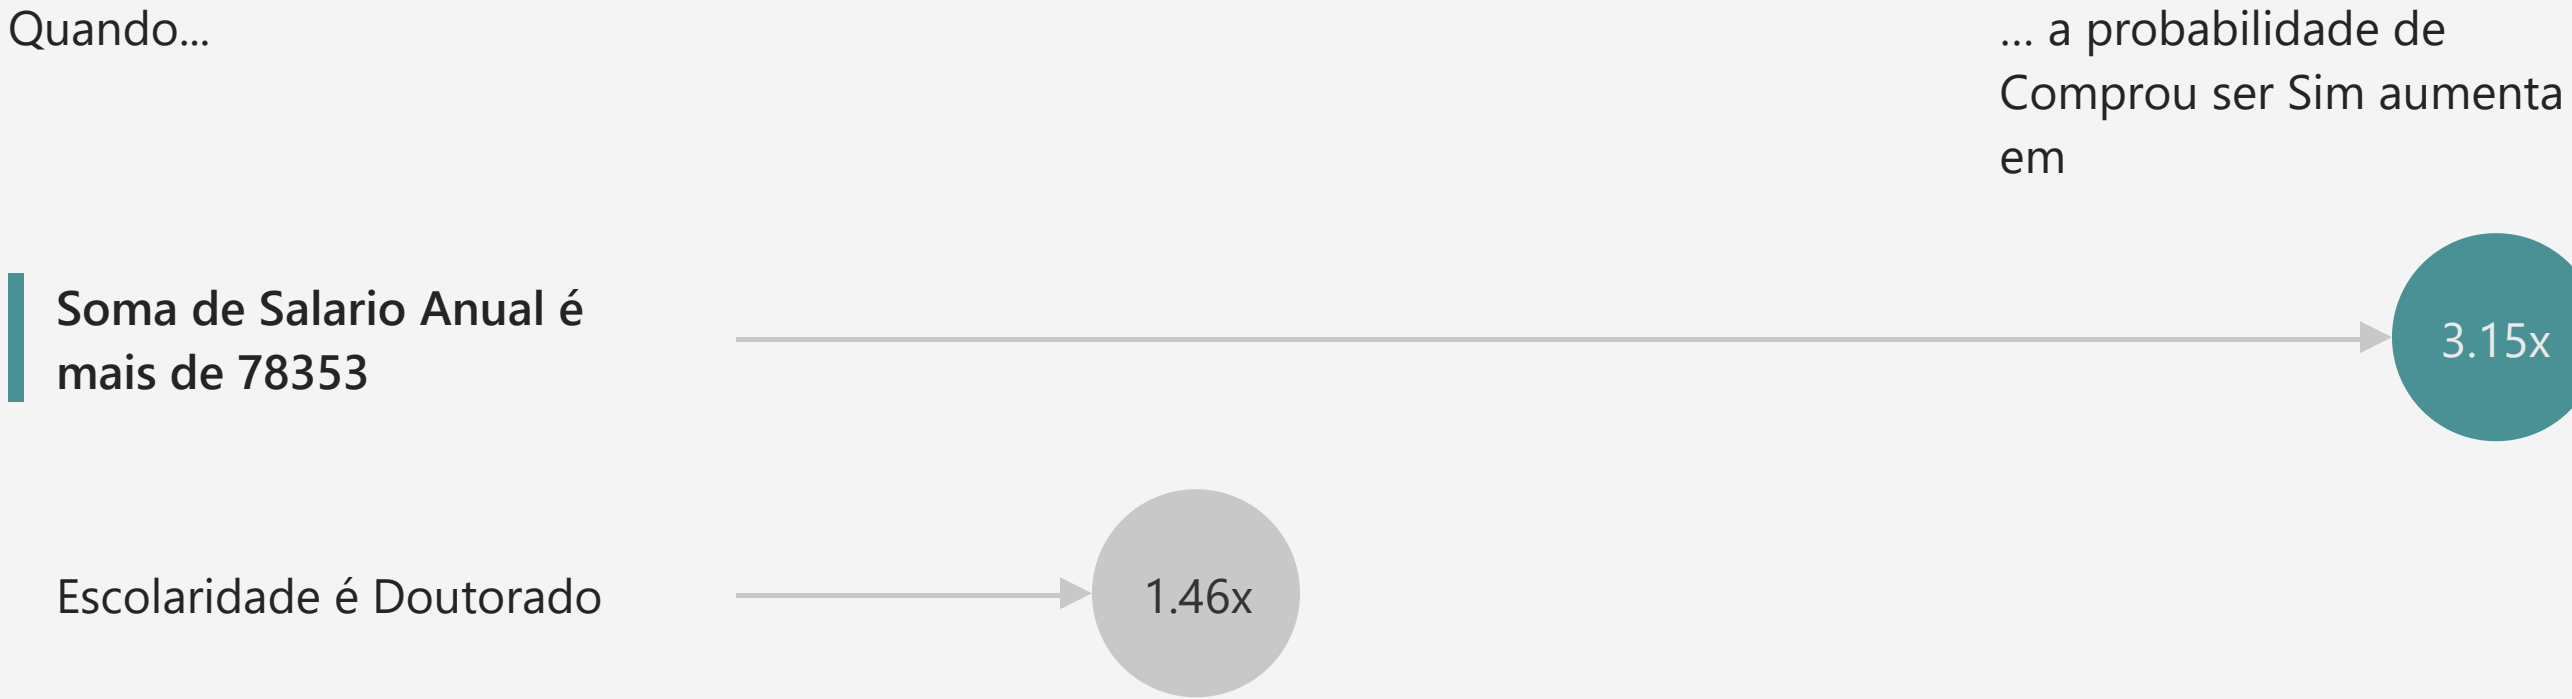 Quando...
... a probabilidade de
Comprou ser Sim aumenta
em
Soma de Salario Anual é
mais de 78353
3.15x
Escolaridade é Doutorado
1.46x